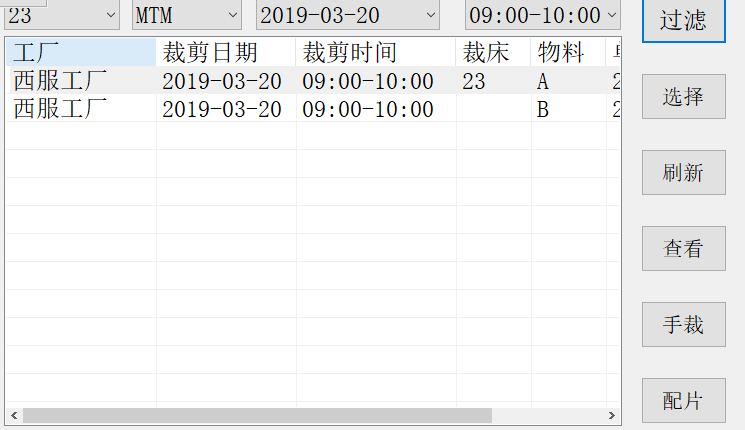 23 MTM 2019-03-20 09:00-10:00 过滤
工厂 裁剪日期 裁剪时间 裁床 物料
西服工厂 2019-03-20 09:00-10:00 23 A 2
西服工厂 2019-03-20 09:00-10:00 B 2
选择
刷新
查看
手裁
配片